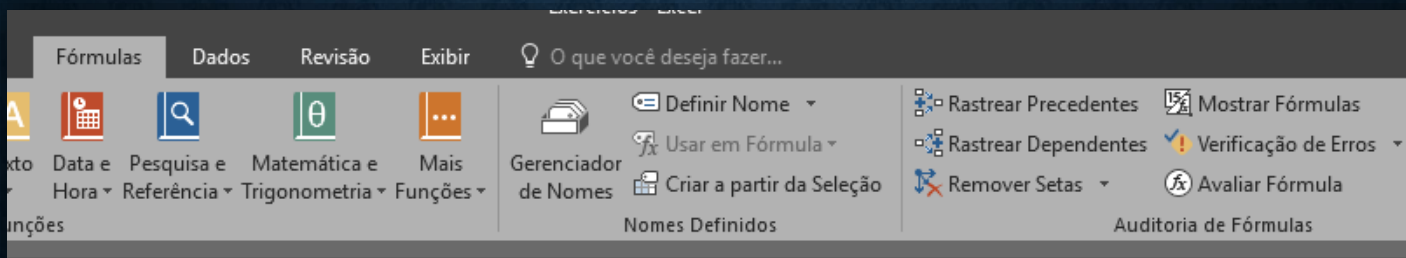 Exercícios - Excel
Fórmulas Dados Revisão Exibir O que você deseja fazer...
Data e Hora
Pesquisa e Referência
Matemática e Trigonometria
Mais Funções
Gerenciador de Nomes
Definir Nome
Usar em Fórmula
Criar a partir da Seleção
Nomes Definidos
Rastrear Precedentes
Rastrear Dependentes
Remover Setas
Mostrar Fórmulas
Verificação de Erros
Avaliar Fórmula
Auditoria de Fórmulas